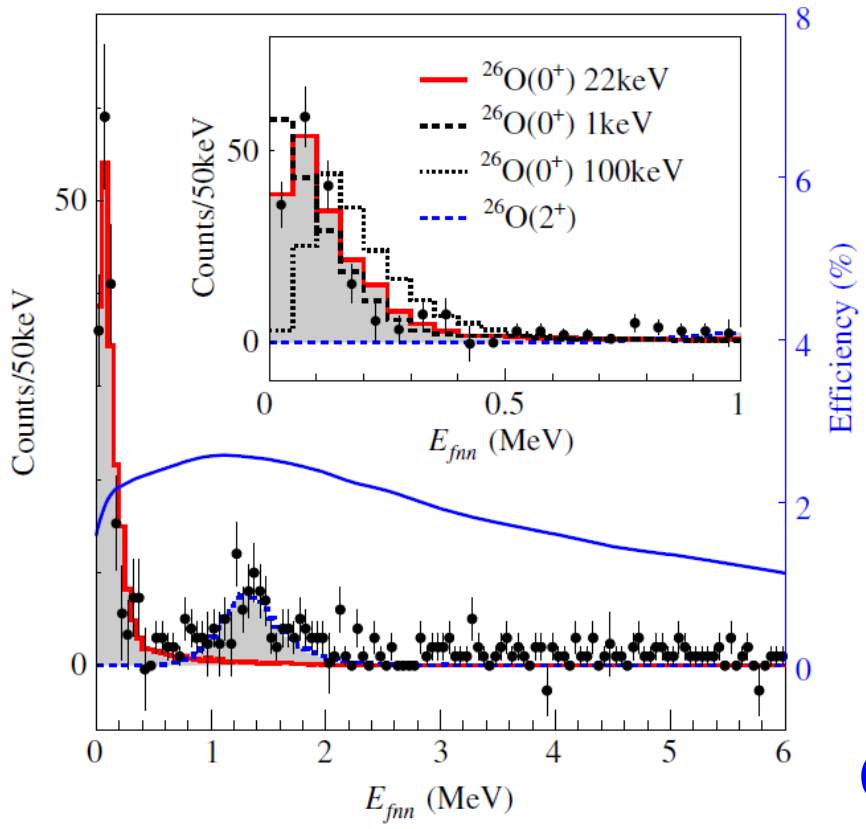 8
²⁶O(0⁺) 22keV
²⁶O(0⁺) 1keV
²⁶O(0⁺) 100keV
²⁶O(2⁺)
Counts/50keV
50
0
0 0.5 1
E_fnn (MeV)
Counts/50keV
50
0
6
4
2
0
Efficiency (%)
0 1 2 3 4 5 6
E_fnn (MeV)